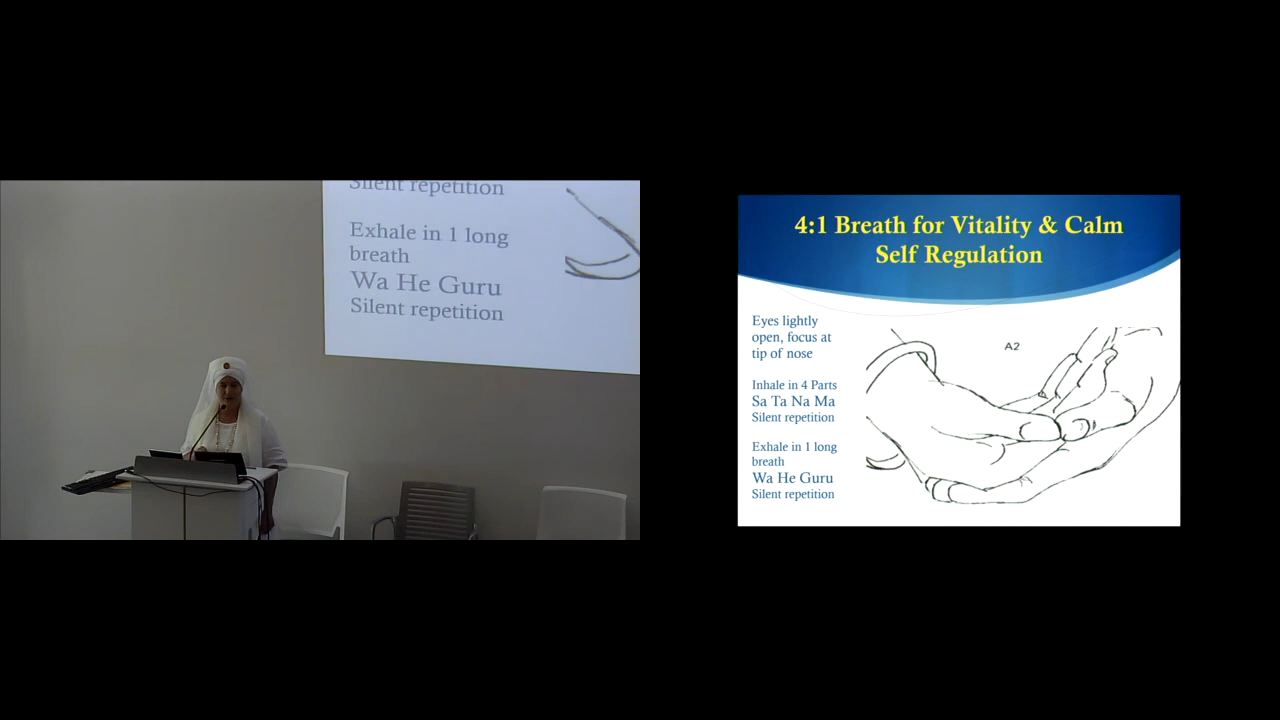 Silent repetition
Exhale in 1 long
breath
Wa He Guru
Silent repetition
4:1 Breath for Vitality & Calm
Self Regulation
Eyes lightly
open, focus at
tip of nose
A2
Inhale in 4 Parts
Sa Ta Na Ma
Silent repetition
Exhale in 1 long
breath
Wa He Guru
Silent repetition